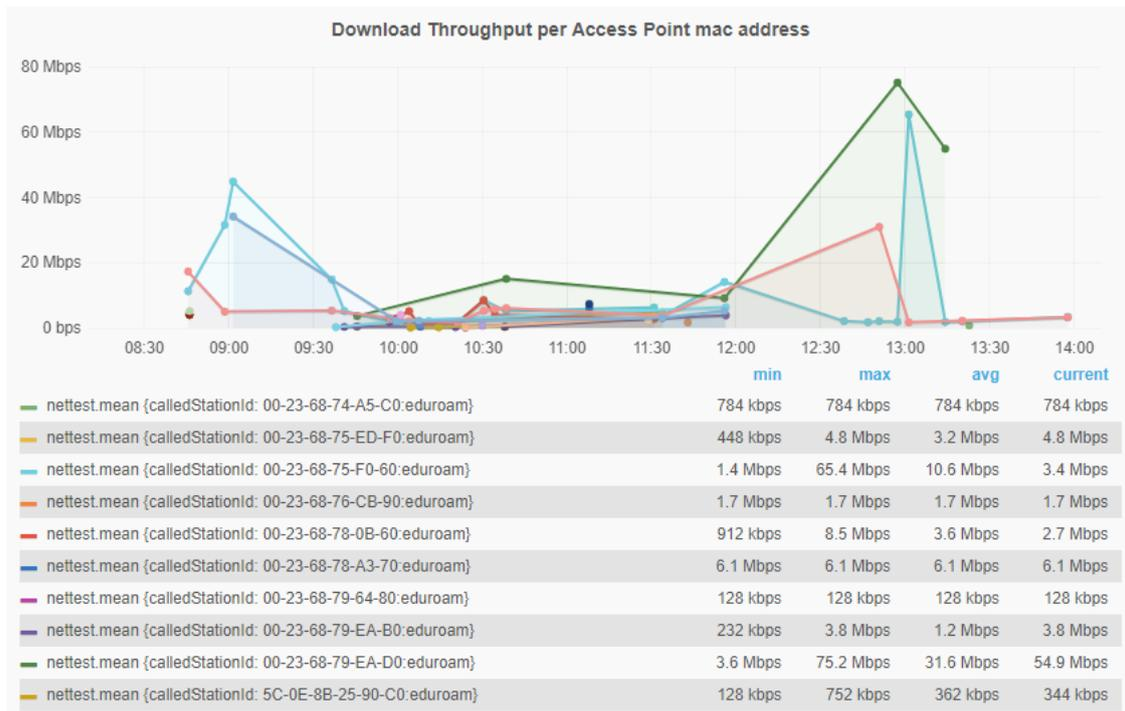 Download Throughput per Access Point mac address
80 Mbps
60 Mbps
40 Mbps
20 Mbps
0 bps
08:30 09:00 09:30 10:00 10:30 11:00 11:30 12:00 12:30 13:00 13:30 14:00
min max avg current
nettest.mean {calledStationId: 00-23-68-74-A5-C0:eduroam} 784 kbps 784 kbps 784 kbps 784 kbps
nettest.mean {calledStationId: 00-23-68-75-ED-F0:eduroam} 448 kbps 4.8 Mbps 3.2 Mbps 4.8 Mbps
nettest.mean {calledStationId: 00-23-68-75-F0-60:eduroam} 1.4 Mbps 65.4 Mbps 10.6 Mbps 3.4 Mbps
nettest.mean {calledStationId: 00-23-68-76-CB-90:eduroam} 1.7 Mbps 1.7 Mbps 1.7 Mbps 1.7 Mbps
nettest.mean {calledStationId: 00-23-68-78-0B-60:eduroam} 912 kbps 8.5 Mbps 3.6 Mbps 2.7 Mbps
nettest.mean {calledStationId: 00-23-68-78-A3-70:eduroam} 6.1 Mbps 6.1 Mbps 6.1 Mbps 6.1 Mbps
nettest.mean {calledStationId: 00-23-68-79-64-80:eduroam} 128 kbps 128 kbps 128 kbps 128 kbps
nettest.mean {calledStationId: 00-23-68-79-EA-B0:eduroam} 232 kbps 3.8 Mbps 1.2 Mbps 3.8 Mbps
nettest.mean {calledStationId: 00-23-68-79-EA-D0:eduroam} 3.6 Mbps 75.2 Mbps 31.6 Mbps 54.9 Mbps
nettest.mean {calledStationId: 5C-0E-8B-25-90-C0:eduroam} 128 kbps 752 kbps 362 kbps 344 kbps